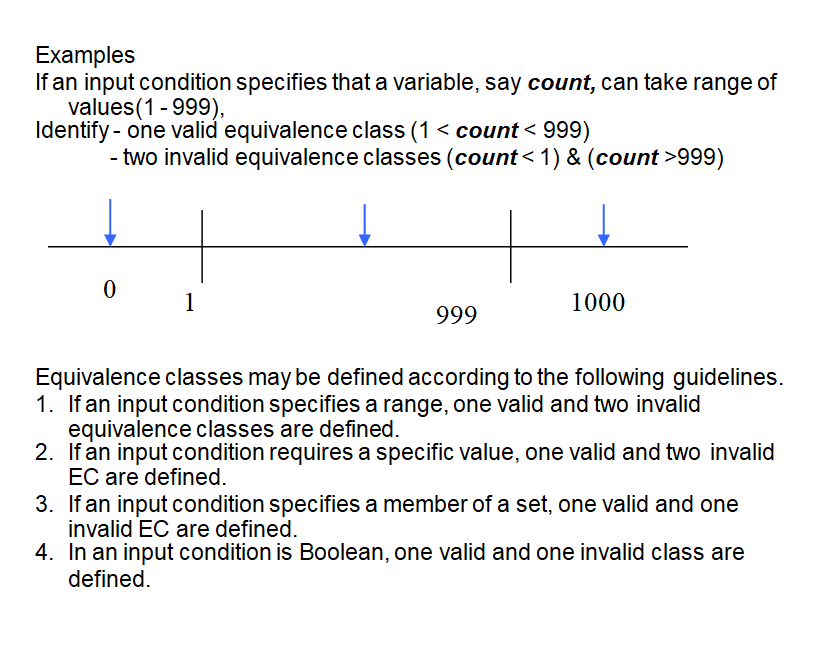 Examples
If an input condition specifies that a variable, say count, can take range of
values(1 - 999),
Identify - one valid equivalence class (1 < count < 999)
- two invalid equivalence classes (count < 1) & (count >999)
0
1
999
1000
Equivalence classes may be defined according to the following guidelines.
1. If an input condition specifies a range, one valid and two invalid
equivalence classes are defined.
2. If an input condition requires a specific value, one valid and two invalid
EC are defined.
3. If an input condition specifies a member of a set, one valid and one
invalid EC are defined.
4. In an input condition is Boolean, one valid and one invalid class are
defined.